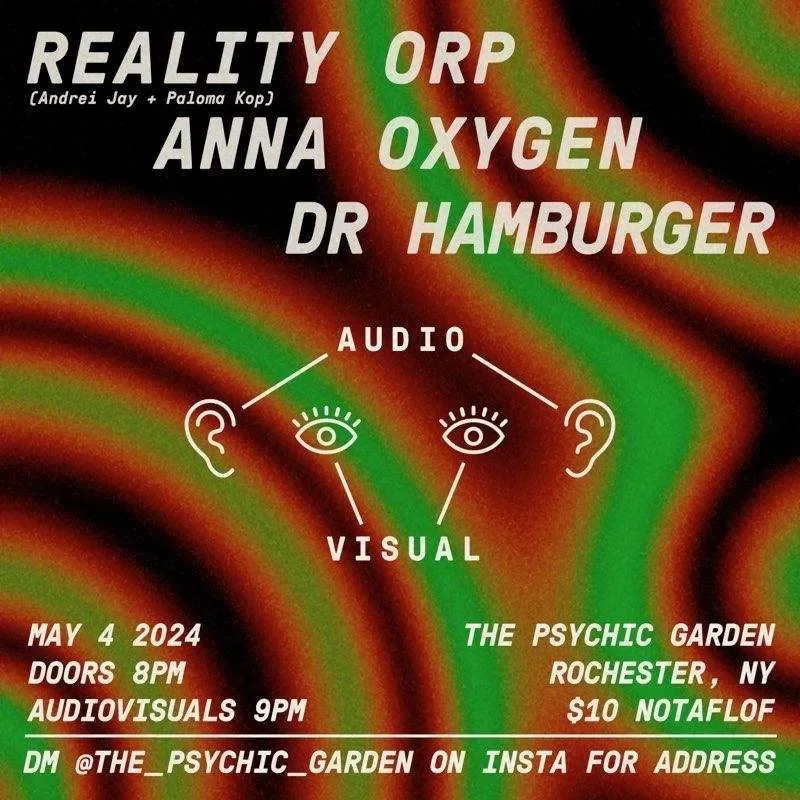 REALITY ORP
(Andrei Jay + Paloma Kop)
ANNA OXYGEN
DR HAMBURGER
AUDIO
VISUAL
MAY 4 2024
DOORS 8PM
AUDIOVISUALS 9PM
THE PSYCHIC GARDEN
ROCHESTER, NY
$10 NOTAFLOF
DM @THE_PSYCHIC_GARDEN ON INSTA FOR ADDRESS